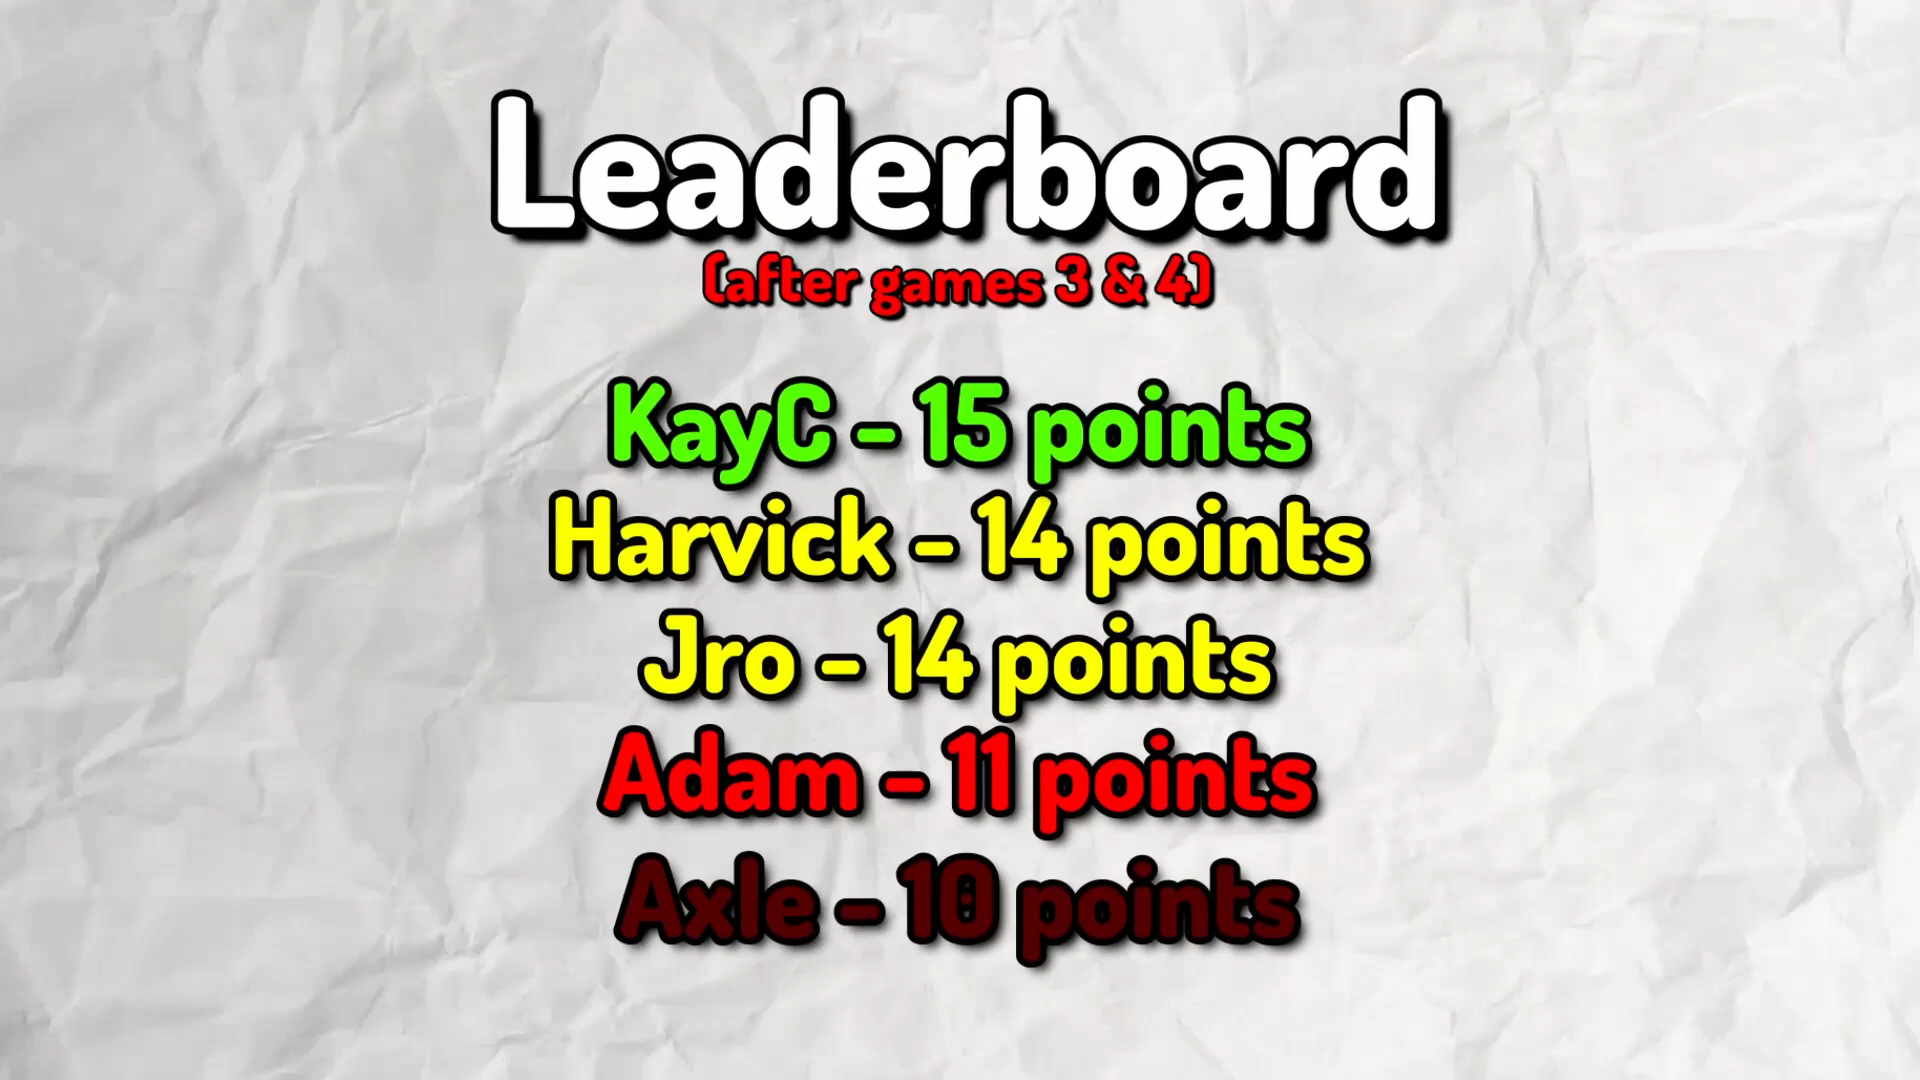 Leaderboard
(after games 3 & 4)
KayC - 15 points
Harvick - 14 points
Jro - 14 points
Adam - 11 points
Axle - 10 points